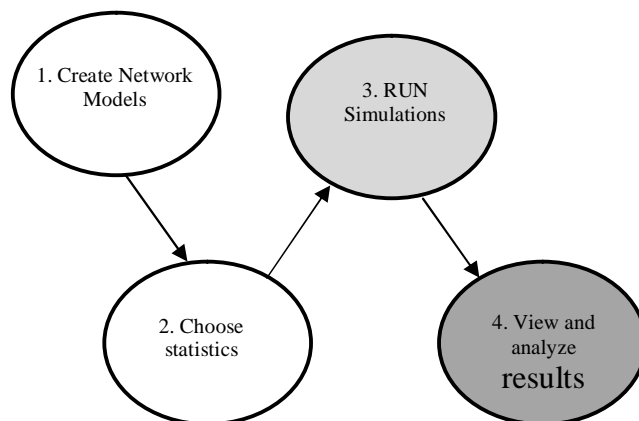 1. Create Network
Models
2. Choose
statistics
3. RUN
Simulations
4. View and
analyze
results